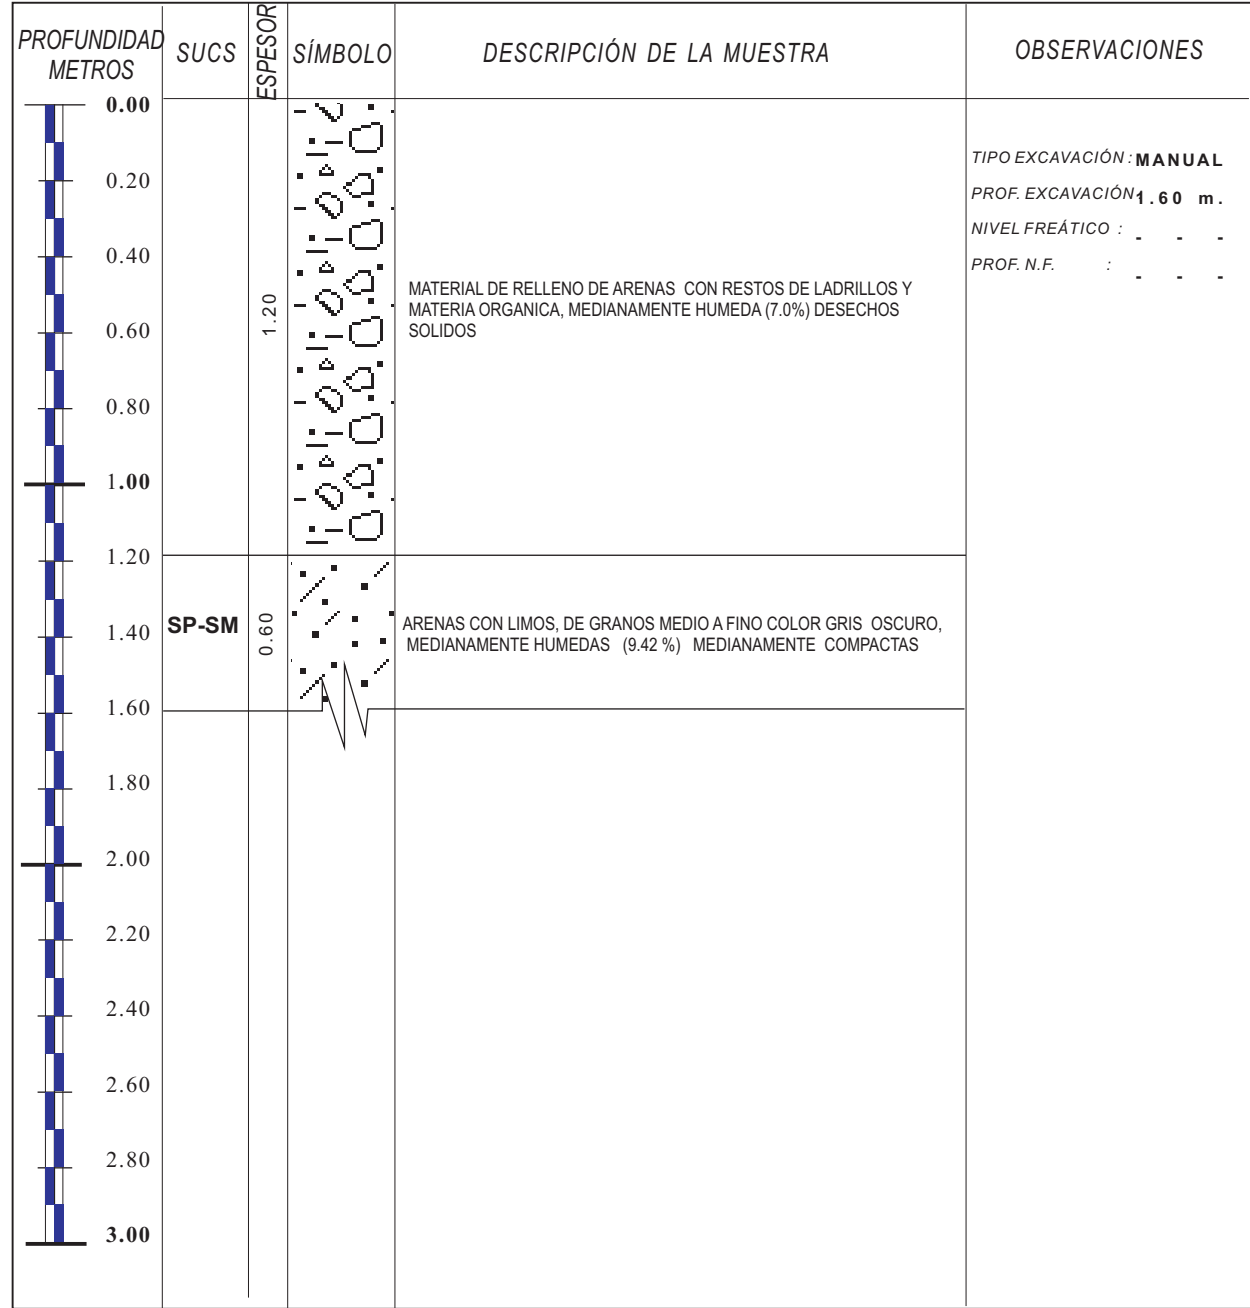 PROFUNDIDAD
METROS
SUCS
ESPESOR
SÍMBOLO
DESCRIPCIÓN DE LA MUESTRA
OBSERVACIONES
0.00
0.20
0.40
0.60
0.80
1.00
1.20
1.40
1.60
1.80
2.00
2.20
2.40
2.60
2.80
3.00
1.20
MATERIAL DE RELLENO DE ARENAS CON RESTOS DE LADRILLOS Y
MATERIA ORGANICA, MEDIANAMENTE HUMEDA (7.0%) DESECHOS
SOLIDOS
SP-SM
0.60
ARENAS CON LIMOS, DE GRANOS MEDIO A FINO COLOR GRIS OSCURO,
MEDIANAMENTE HUMEDAS (9.42 %) MEDIANAMENTE COMPACTAS
TIPO EXCAVACIÓN : MANUAL
PROF. EXCAVACIÓN 1.60 m.
NIVEL FREÁTICO : - - -
PROF. N.F. : - - -